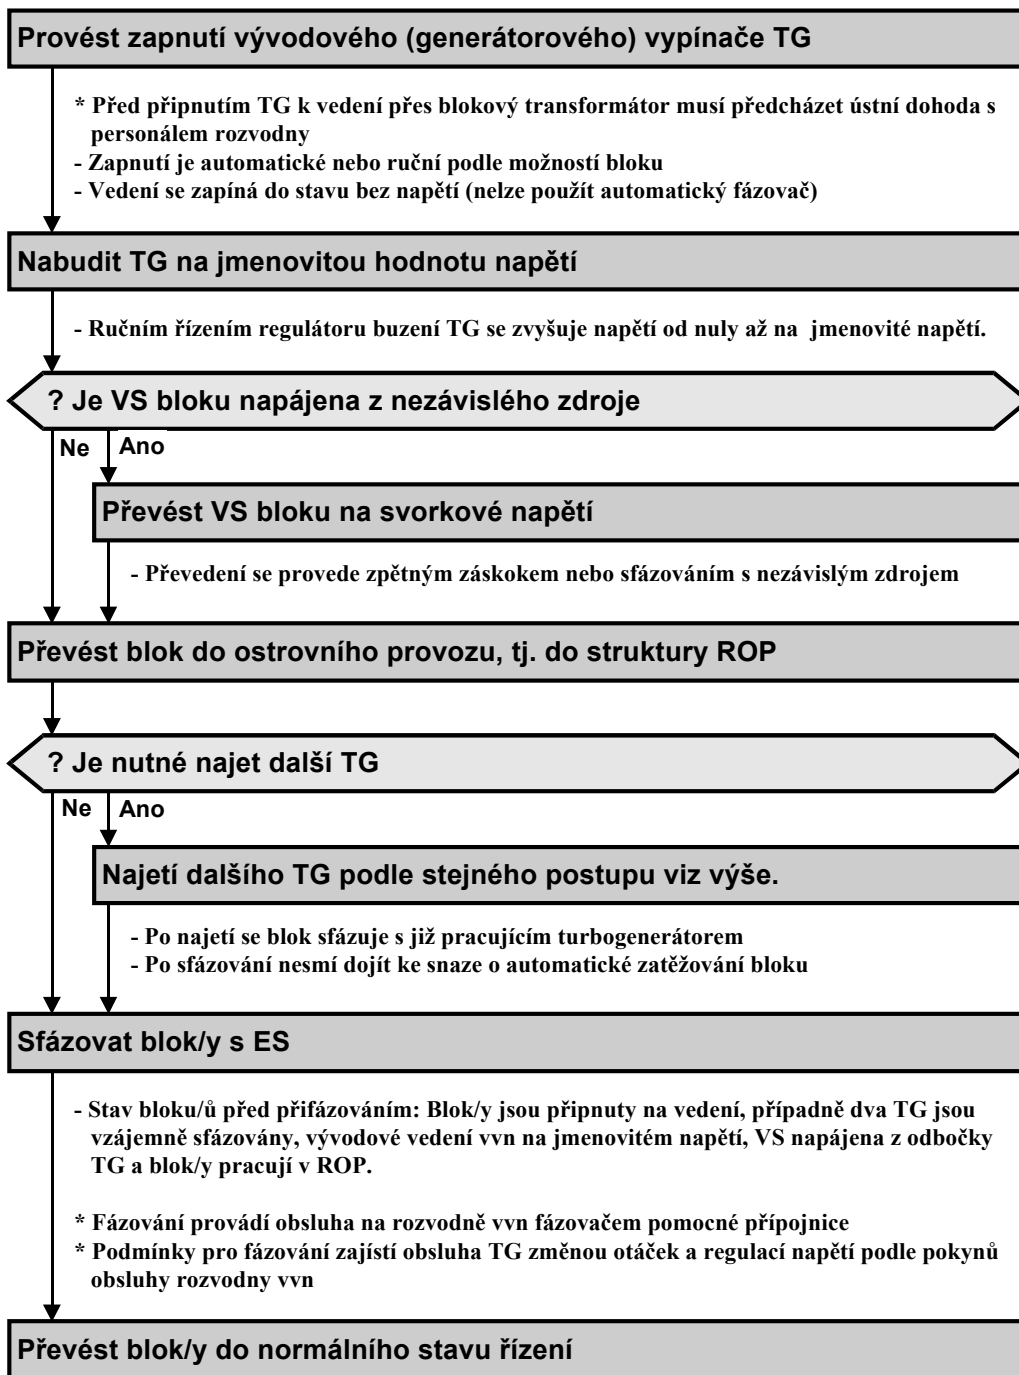 Provést zapnutí vývodového (generátorového) vypínače TG
* Před připnutím TG k vedení přes blokový transformátor musí předcházet ústní dohoda s
personálem rozvodny
- Zapnutí je automatické nebo ruční podle možností bloku
- Vedení se zapíná do stavu bez napětí (nelze použít automatický fázovač)
Nabudit TG na jmenovitou hodnotu napětí
- Ručním řízením regulátoru buzení TG se zvyšuje napětí od nuly až na jmenovité napětí.
? Je VS bloku napájena z nezávislého zdroje
Ne Ano
Převést VS bloku na svorkové napětí
- Převedení se provede zpětným záskokem nebo sfázováním s nezávislým zdrojem
Převést blok do ostrovního provozu, tj. do struktury ROP
? Je nutné najet další TG
Ne Ano
Najetí dalšího TG podle stejného postupu viz výše.
- Po najetí se blok sfázuje s již pracujícím turbogenerátorem
- Po sfázování nesmí dojít ke snaze o automatické zatěžování bloku
Sfázovat blok/y s ES
- Stav bloku/ů před přifázováním: Blok/y jsou připnuty na vedení, případně dva TG jsou
vzájemně sfázovány, vývodové vedení vvn na jmenovitém napětí, VS napájena z odbočky
TG a blok/y pracují v ROP.
* Fázování provádí obsluha na rozvodně vvn fázovačem pomocné přípojnice
* Podmínky pro fázování zajistí obsluha TG změnou otáček a regulací napětí podle pokynů
obsluhy rozvodny vvn
Převést blok/y do normálního stavu řízení